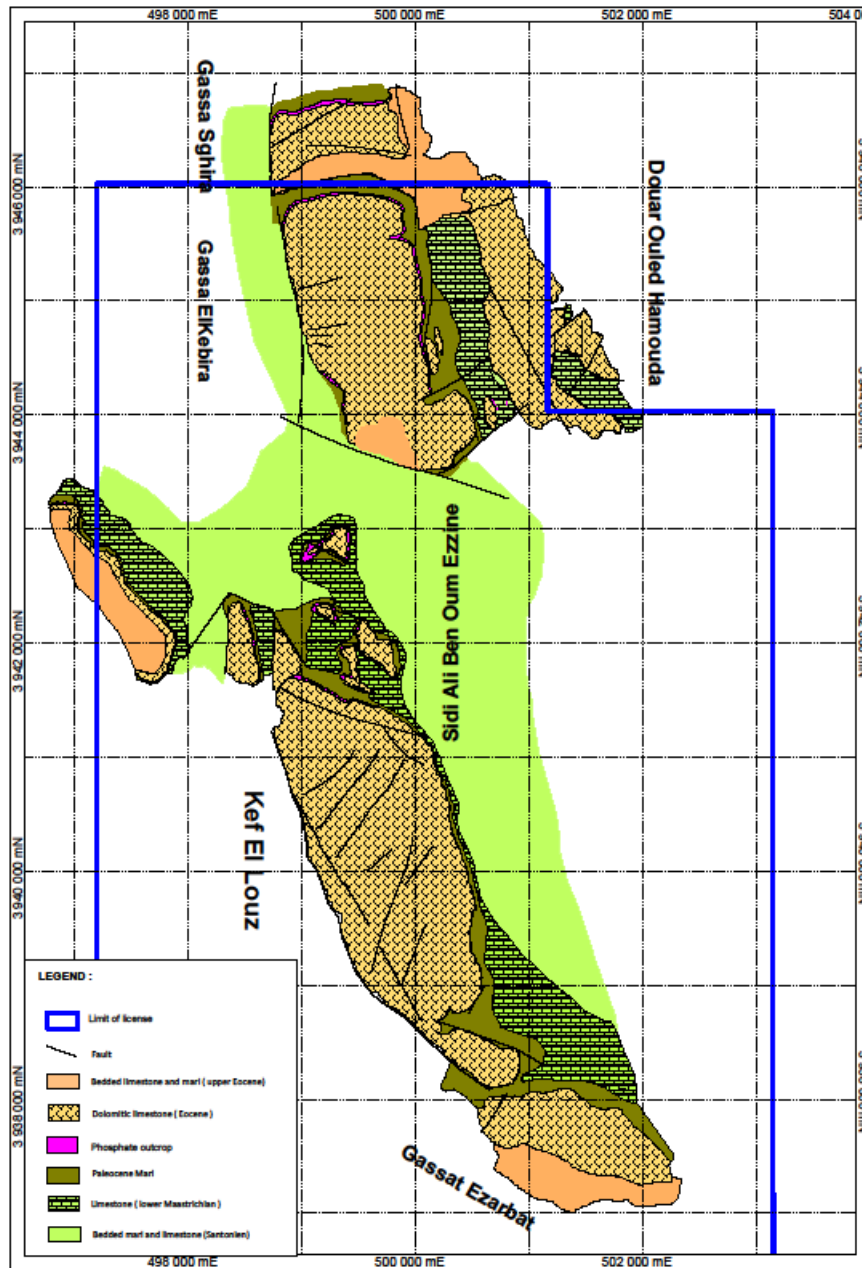 498 000 mE
500 000 mE
502 000 mE
504 0
3 946 000 mN
3 944 000 mN
3 942 000 mN
3 940 000 mN
3 938 000 mN
Gassa Sghira
Gassa ElKebira
Douar Ouled Hamouda
Sidi Ali Ben Oum Ezzine
Kef El Louz
Gassat Ezarbat
LEGEND :
Limit of license
Fault
Bedded limestone and marl ( upper Eocene)
Dolomitic limestone ( Eocene )
Phosphate outcrop
Paleocene Marl
Limestone ( lower Maastrichian )
Bedded marl and limestone (Santonien)
498 000 mE
500 000 mE
502 000 mE